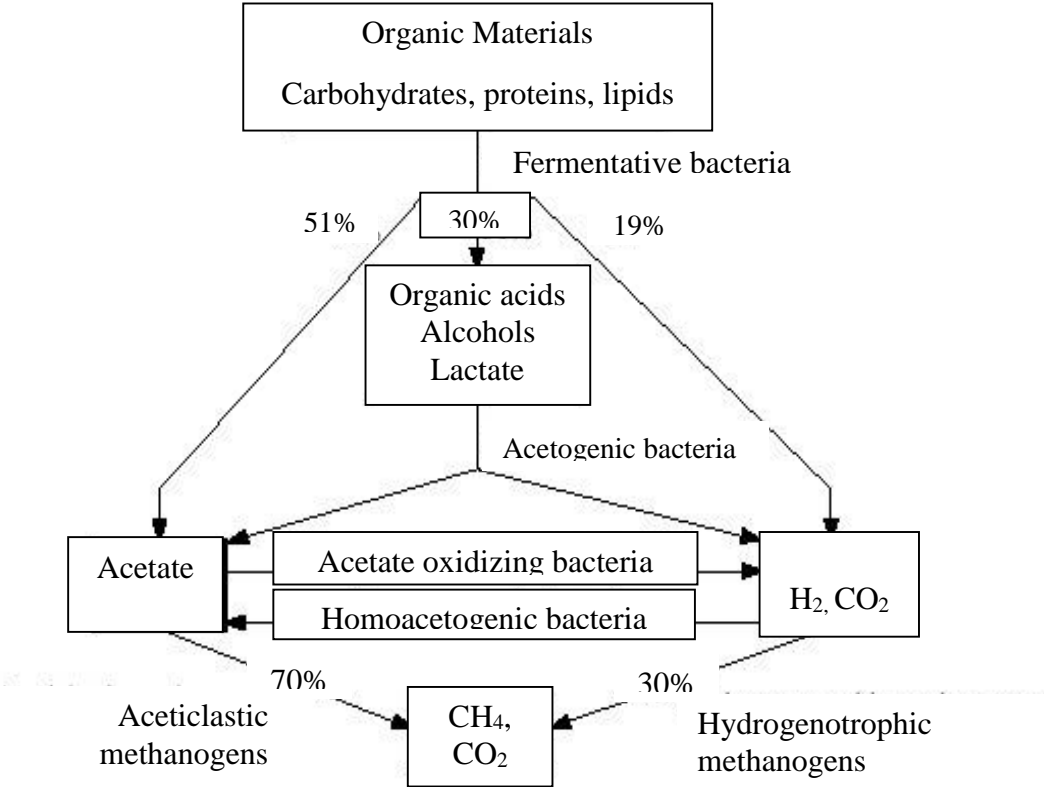 Organic Materials
Carbohydrates, proteins, lipids
Fermentative bacteria
51%
30%
19%
Organic acids
Alcohols
Lactate
Acetogenic bacteria
Acetate
Acetate oxidizing bacteria
H₂, CO₂
Homoacetogenic bacteria
70%
30%
Aceticlastic
methanogens
CH₄,
CO₂
Hydrogenotrophic
methanogens